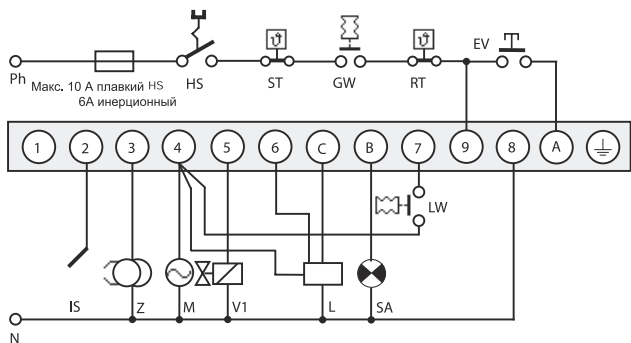 EV
Ph
HS
ST
GW
RT
Макс. 10 А плавкий HS
6А инерционный
1 2 3 4 5 6 C B 7 9 8 A
LW
IS Z M V1 L SA
N